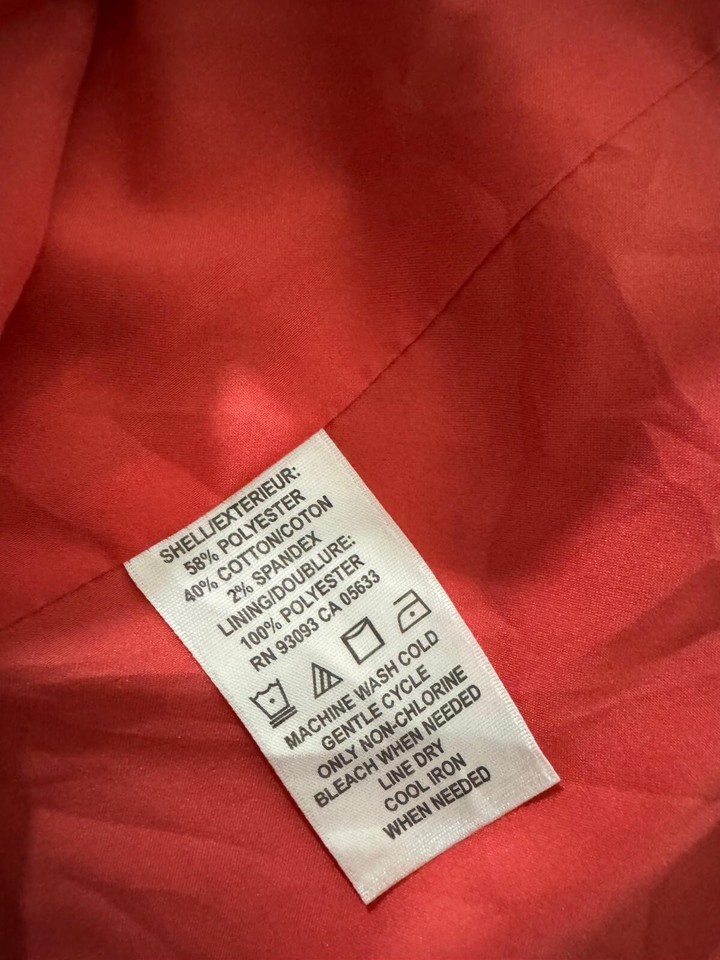 SHELL/EXTERIEUR:
58% POLYESTER
40% COTTON/COTON
2% SPANDEX
LINING/DOUBLURE:
100% POLYESTER
RN 93093 CA 05633
MACHINE WASH COLD
GENTLE CYCLE
ONLY NON-CHLORINE
BLEACH WHEN NEEDED
LINE DRY
COOL IRON
WHEN NEEDED